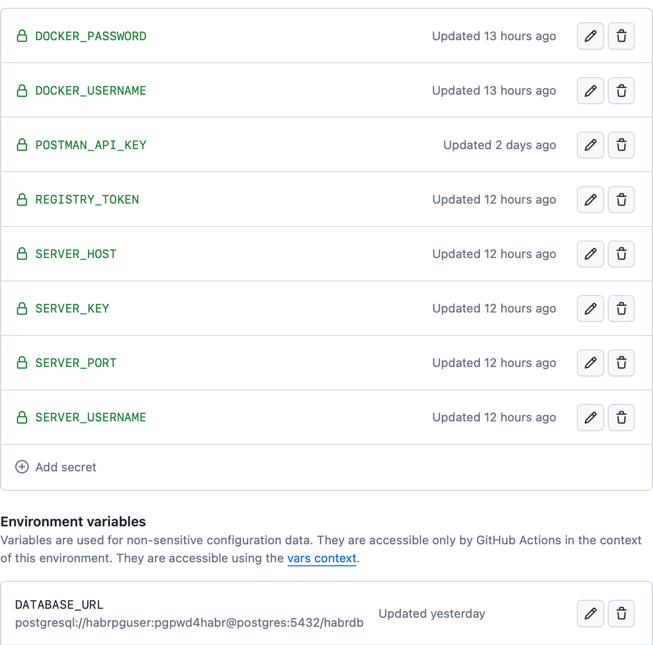 DOCKER_PASSWORD Updated 13 hours ago
DOCKER_USERNAME Updated 13 hours ago
POSTMAN_API_KEY Updated 2 days ago
REGISTRY_TOKEN Updated 12 hours ago
SERVER_HOST Updated 12 hours ago
SERVER_KEY Updated 12 hours ago
SERVER_PORT Updated 12 hours ago
SERVER_USERNAME Updated 12 hours ago
Add secret
Environment variables
Variables are used for non-sensitive configuration data. They are accessible only by GitHub Actions in the context
of this environment. They are accessible using the vars context.
DATABASE_URL
postgresql://habrpguser:pgpwd4habr@postgres:5432/habrdb Updated yesterday